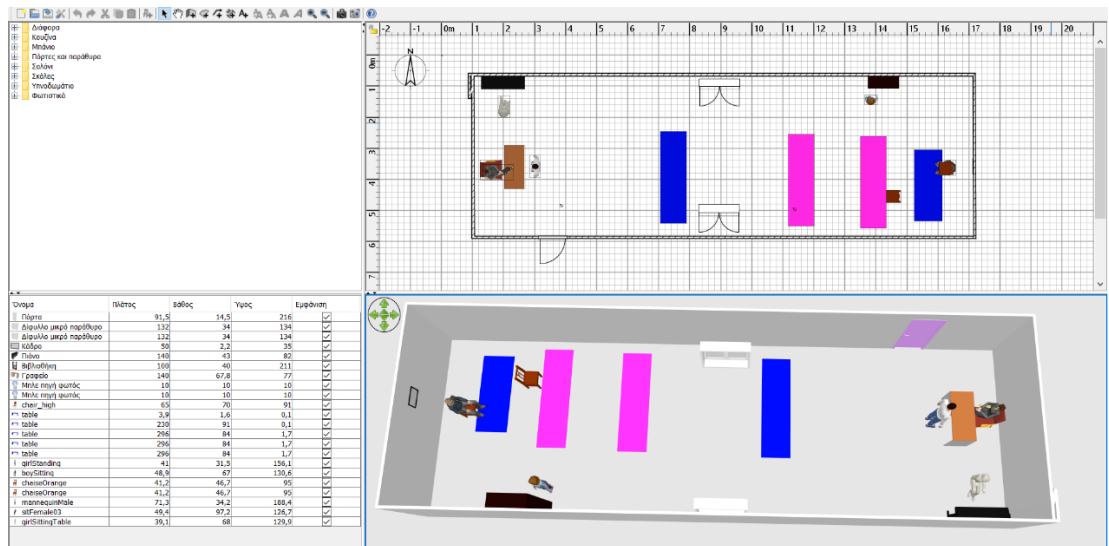 Διάφορα
Κουζίνα
Μπάνιο
Πόρτες και παράθυρα
Σαλόνι
Σκάλες
Υπνοδωμάτιο
Φωτιστικά
-2 -1 0m 1 2 3 4 5 6 7 8 9 10 11 12 13 14 15 16 17 18 19 20
N
0m
1
2
3
4
5
6
7
Όνομα Πλάτος Βάθος Ύψος Εμφάνιση
Πόρτα 91,5 14,5 216
Δίφυλλο μικρό παράθυρο 132 34 134
Δίφυλλο μικρό παράθυρο 132 34 134
Κάδρο 50 2,2 35
Πιάνο 140 43 82
Βιβλιοθήκη 100 40 211
Γραφείο 140 67,8 77
Μπλε πηγή φωτός 10 10 10
Μπλε πηγή φωτός 10 10 10
chair_high 65 70 91
table 3,9 1,6 0,1
table 230 91 0,1
table 296 84 1,7
table 296 84 1,7
table 296 84 1,7
girlStanding 41 31,5 156,1
boySitting 48,9 67 130,6
chaiseOrange 41,2 46,7 95
chaiseOrange 41,2 46,7 95
mannequinMale 71,3 34,2 188,4
sitFemale03 49,4 97,2 126,7
girlSittingTable 39,1 68 129,9